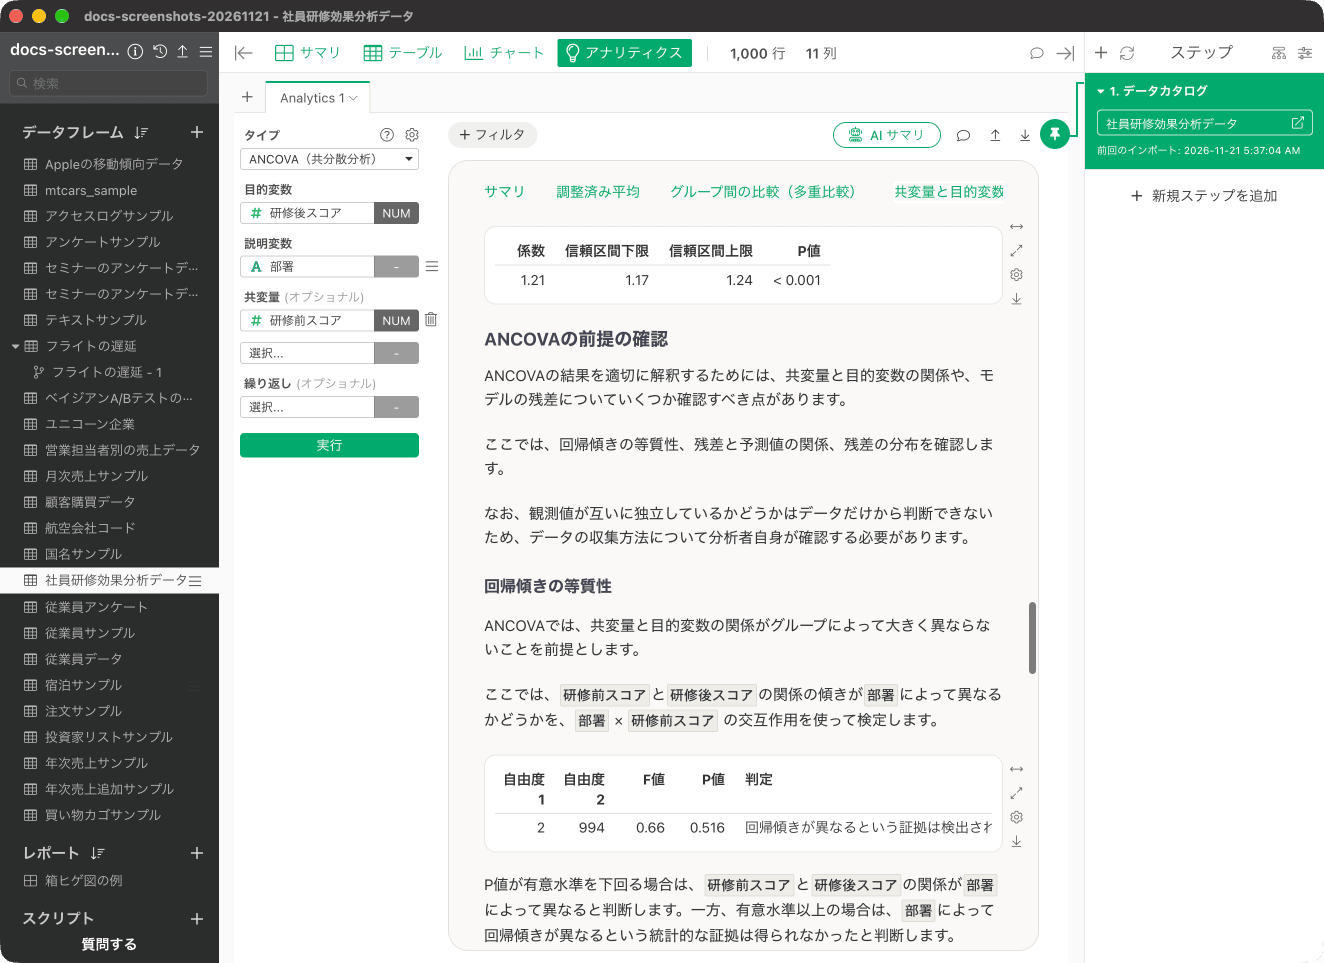 docs-screenshots-20261121 - 社員研修効果分析データ
docs-screen...
検索
データフレーム
Appleの移動傾向データ
mtcars_sample
アクセスログサンプル
アンケートサンプル
セミナーのアンケートデ...
セミナーのアンケートデ...
テキストサンプル
フライトの遅延
フライトの遅延 - 1
ベイジアンA/Bテストの...
ユニコーン企業
営業担当者別の売上データ
月次売上サンプル
顧客購買データ
航空会社コード
国名サンプル
社員研修効果分析データ
従業員アンケート
従業員サンプル
従業員データ
宿泊サンプル
注文サンプル
投資家リストサンプル
年次売上サンプル
年次売上追加サンプル
買い物カゴサンプル
レポート
箱ヒゲ図の例
スクリプト
質問する
サマリ
テーブル
チャート
アナリティクス
1,000 行
11 列
Analytics 1
タイプ
ANCOVA（共分散分析）
目的変数
# 研修後スコア NUM
説明変数
A 部署 -
共変量 (オプショナル)
# 研修前スコア NUM
選択... -
繰り返し (オプショナル)
選択... -
実行
+ フィルタ
AI サマリ
サマリ
調整済み平均
グループ間の比較（多重比較）
共変量と目的変数
係数 信頼区間下限 信頼区間上限 P値
1.21 1.17 1.24 < 0.001
ANCOVAの前提の確認
ANCOVAの結果を適切に解釈するためには、共変量と目的変数の関係や、モ
デルの残差についていくつか確認すべき点があります。
ここでは、回帰傾きの等質性、残差と予測値の関係、残差の分布を確認しま
す。
なお、観測値が互いに独立しているかどうかはデータだけから判断できない
ため、データの収集方法について分析者自身が確認する必要があります。
回帰傾きの等質性
ANCOVAでは、共変量と目的変数の関係がグループによって大きく異ならな
いことを前提とします。
ここでは、 研修前スコア と 研修後スコア の関係の傾きが 部署 によって異なる
かどうかを、 部署 × 研修前スコア の交互作用を使って検定します。
自由度 1 自由度 2 F値 P値 判定
2 994 0.66 0.516 回帰傾きが異なるという証拠は検出され
P値が有意水準を下回る場合は、 研修前スコア と 研修後スコア の関係が 部署
によって異なると判断します。一方、有意水準以上の場合は、 部署 によって
回帰傾きが異なるという統計的な証拠は得られなかったと判断します。
ステップ
1. データカタログ
社員研修効果分析データ
前回のインポート: 2026-11-21 5:37:04 AM
+ 新規ステップを追加